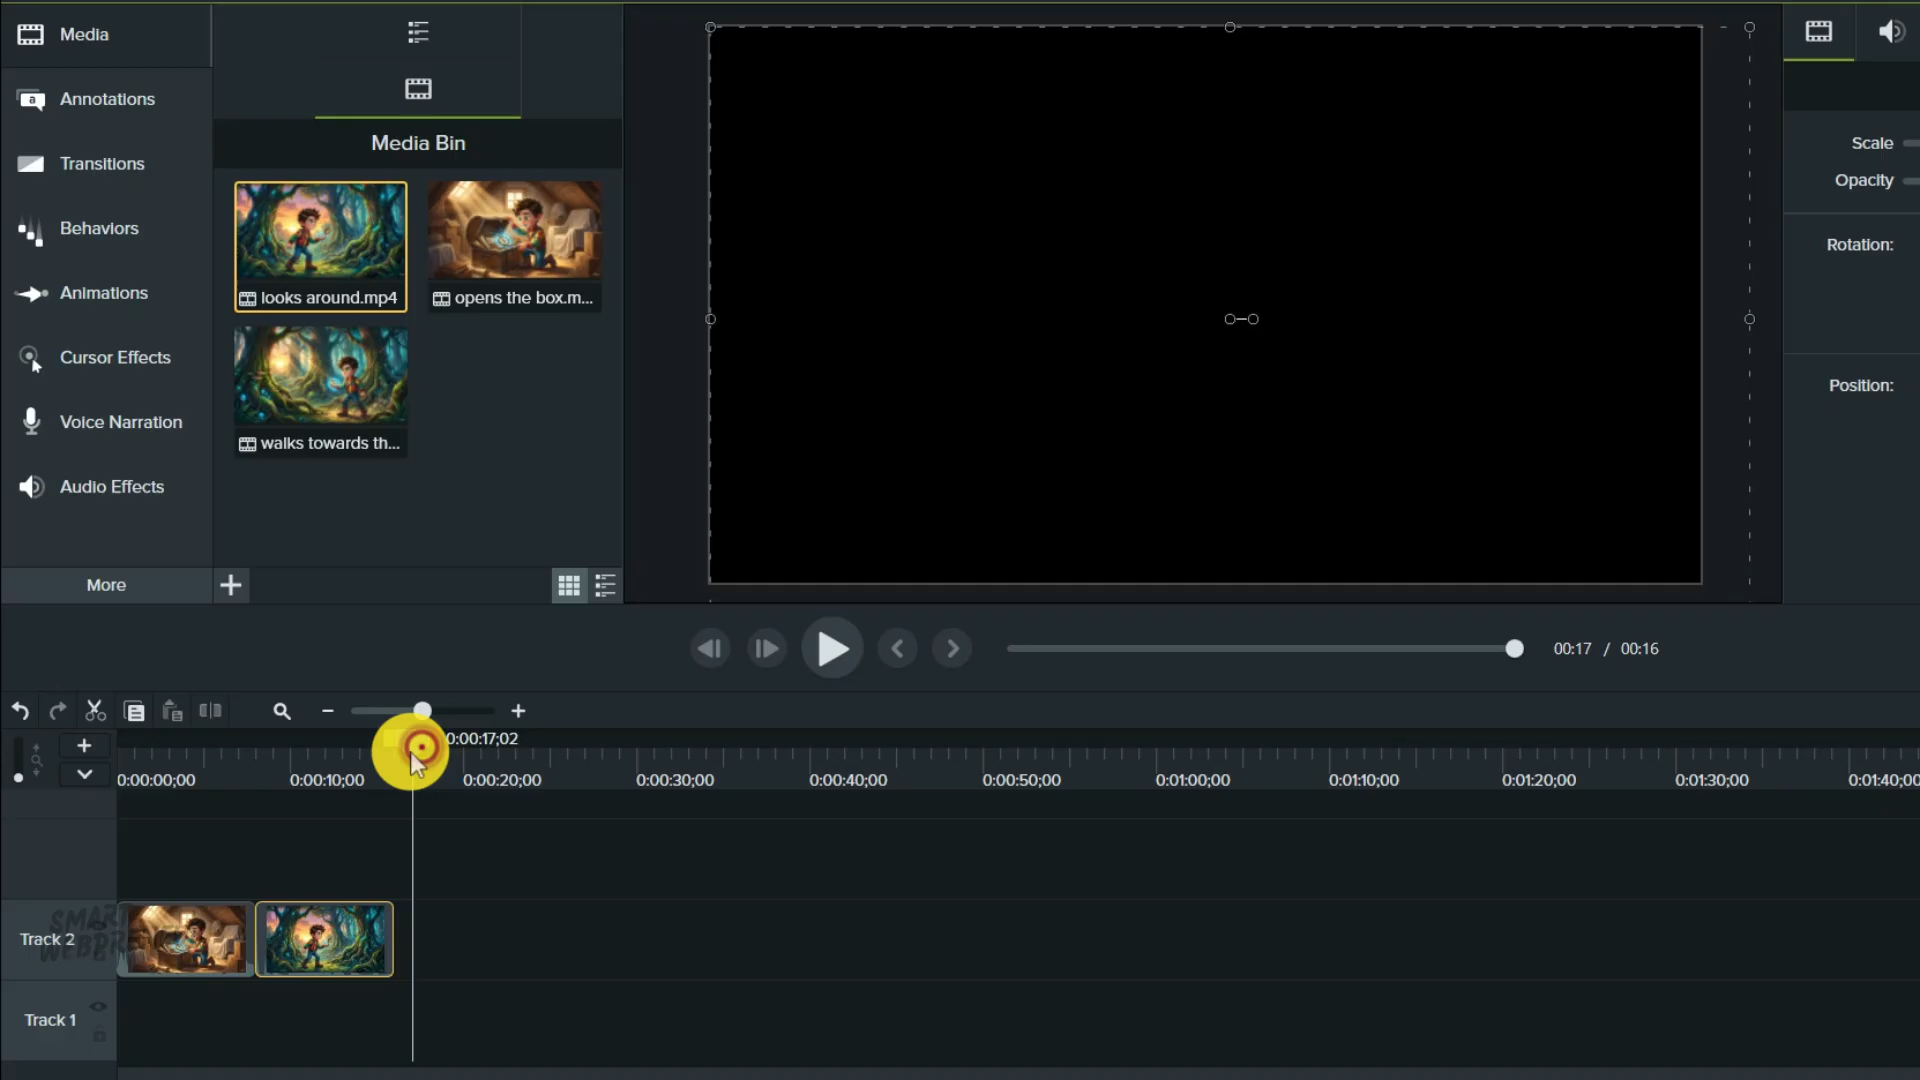 Media
Annotations
Transitions
Behaviors
Animations
Cursor Effects
Voice Narration
Audio Effects
More
Media Bin
looks around.mp4
opens the box.m...
walks towards th...
Scale
Opacity
Rotation:
Position:
00:17 / 00:16
0:00:17;02
0:00:00;00 0:00:10;00 0:00:20;00 0:00:30;00 0:00:40;00 0:00:50;00 0:01:00;00 0:01:10;00 0:01:20;00 0:01:30;00 0:01:40;00
Track 2
Track 1